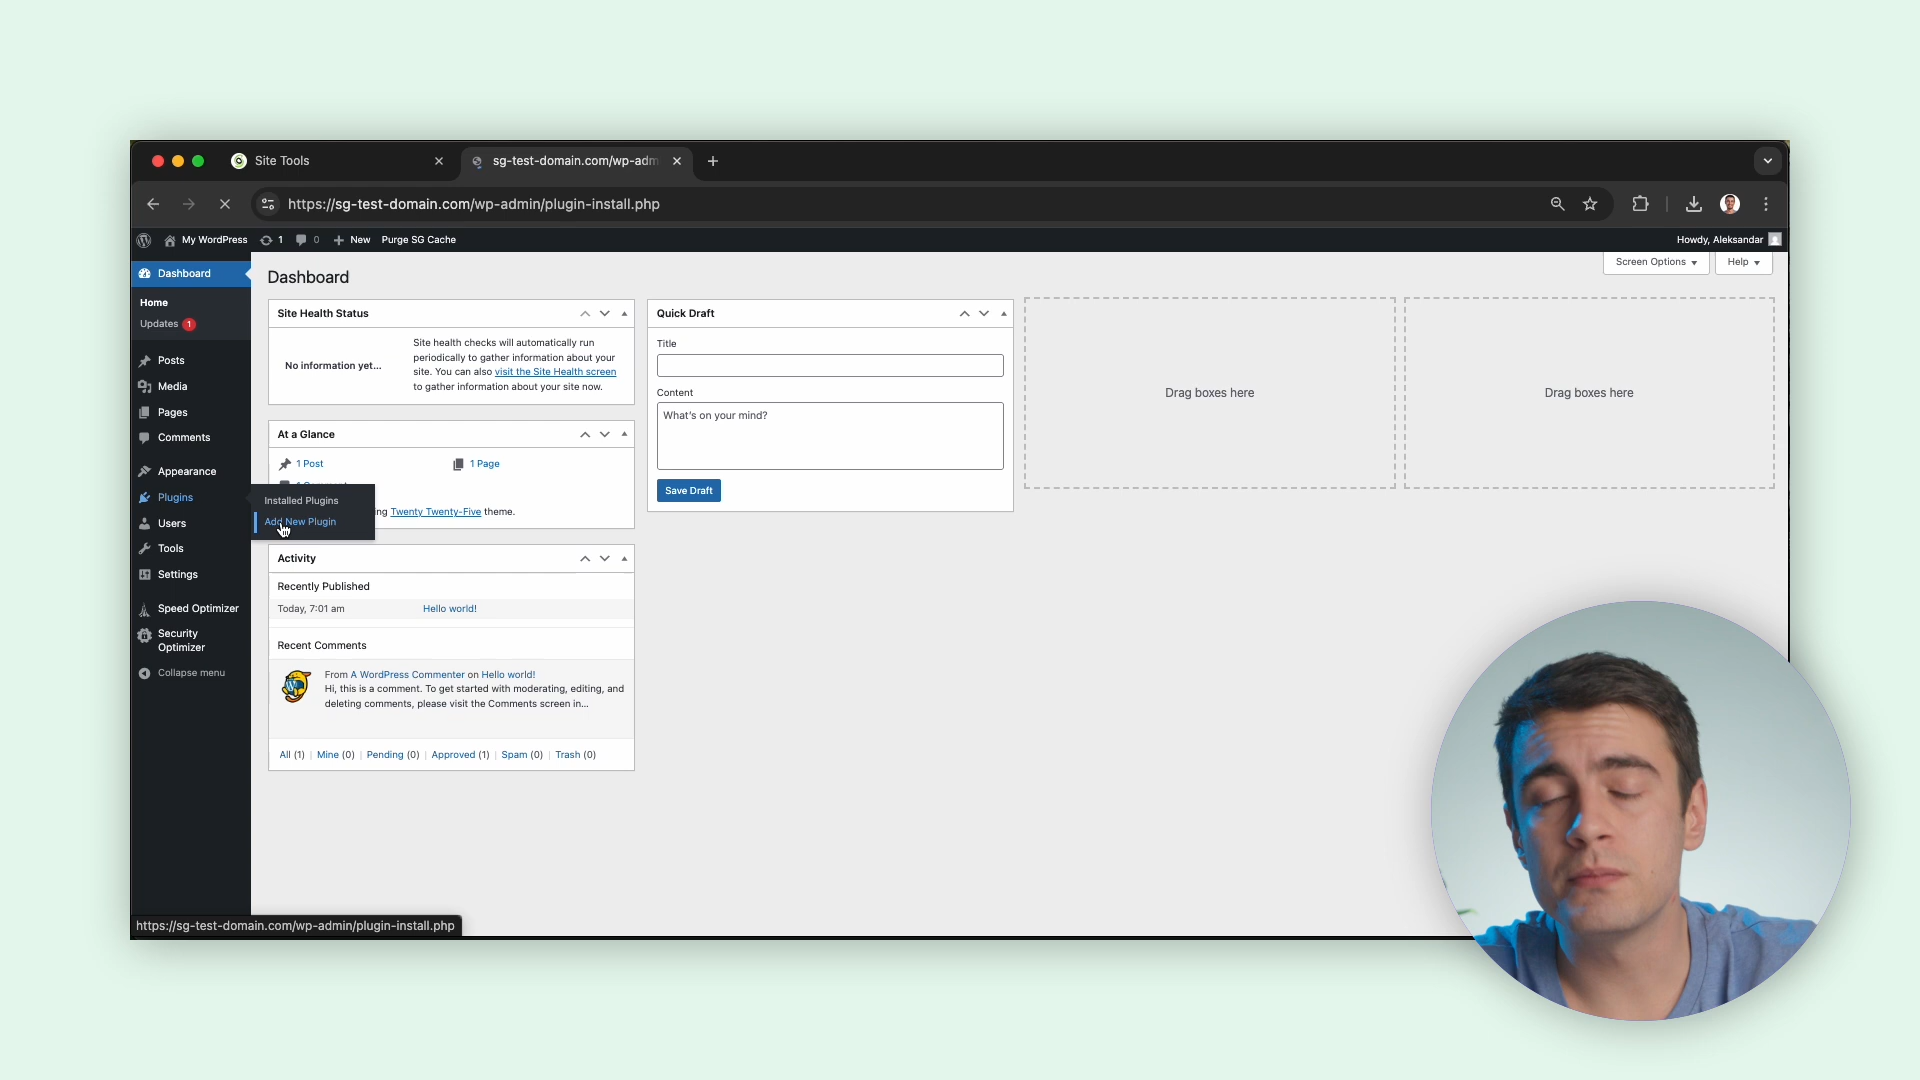 Site Tools
sg-test-domain.com/wp-adm
https://sg-test-domain.com/wp-admin/plugin-install.php
My WordPress 1 0 New Purge SG Cache
Howdy, Aleksandar
Dashboard
Home
Updates 1
Posts
Media
Pages
Comments
Appearance
Plugins
Users
Tools
Settings
Speed Optimizer
Security
Optimizer
Collapse menu
Installed Plugins
Add New Plugin
Dashboard
Screen Options
Help
Site Health Status
No information yet...
Site health checks will automatically run
periodically to gather information about your
site. You can also visit the Site Health screen
to gather information about your site now.
At a Glance
1 Post
1 Page
ing Twenty Twenty-Five theme.
Activity
Recently Published
Today, 7:01 am
Hello world!
Recent Comments
From A WordPress Commenter on Hello world!
Hi, this is a comment. To get started with moderating, editing, and
deleting comments, please visit the Comments screen in...
All (1) | Mine (0) | Pending (0) | Approved (1) | Spam (0) | Trash (0)
Quick Draft
Title
Content
What's on your mind?
Save Draft
Drag boxes here
Drag boxes here
https://sg-test-domain.com/wp-admin/plugin-install.php